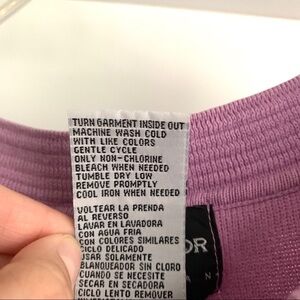 TURN GARMENT INSIDE OUT
MACHINE WASH COLD
WITH LIKE COLORS
GENTLE CYCLE
ONLY NON-CHLORINE
BLEACH WHEN NEEDED
TUMBLE DRY LOW
REMOVE PROMPTLY
COOL IRON WHEN NEEDED
VOLTEAR LA PRENDA
AL REVERSO
LAVAR EN LAVADORA
CON AGUA FRIA
CON COLORES SIMILARES
CICLO DELICADO
USAR SOLAMENTE
BLANQUEADOR SIN CLORO
CUANDO SE NECESITE
SECAR EN SECADORA
CICLO LENTO REMOVER
OR
N